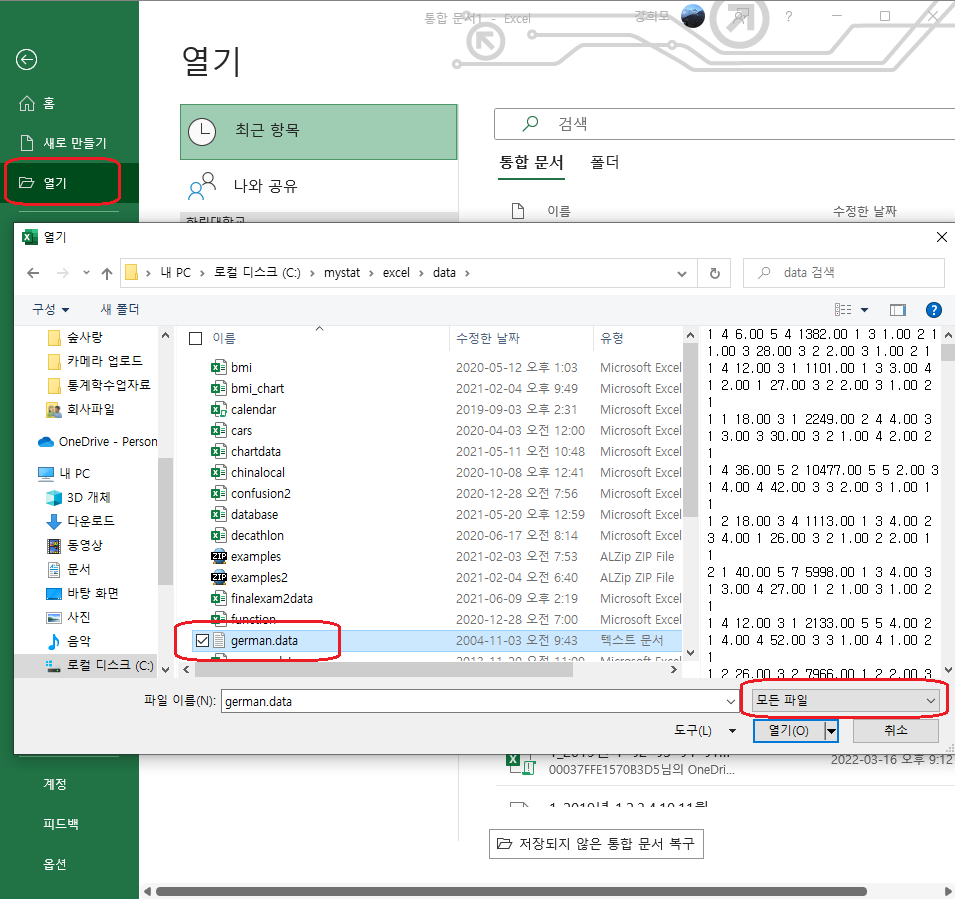 통합 문서1 - Excel
강희모
?
열기
홈
새로 만들기
열기
최근 항목
나와 공유
한림대학교
검색
통합 문서 폴더
이름 수정한 날짜
열기
내 PC > 로컬 디스크 (C:) > mystat > excel > data >
data 검색
구성 새 폴더
?
숲사랑
카메라 업로드
통계학수업자료
회사파일
OneDrive - Person
내 PC
3D 개체
다운로드
동영상
문서
바탕 화면
사진
음악
로컬 디스크 (C:)
이름 수정한 날짜 유형
bmi 2020-05-12 오후 1:03 Microsoft Excel
bmi_chart 2021-02-04 오후 9:49 Microsoft Excel
calendar 2019-09-03 오후 2:31 Microsoft Excel
cars 2020-04-03 오전 12:00 Microsoft Excel
chartdata 2021-05-11 오전 10:48 Microsoft Excel
chinalocal 2020-10-08 오후 12:41 Microsoft Excel
confusion2 2020-12-28 오전 7:56 Microsoft Excel
database 2021-05-20 오후 12:59 Microsoft Excel
decathlon 2020-06-17 오전 8:14 Microsoft Excel
examples 2021-02-03 오전 7:53 ALZip ZIP File
examples2 2021-02-04 오전 6:40 ALZip ZIP File
finalexam2data 2021-06-09 오후 2:19 Microsoft Excel
function 2020-12-28 오전 7:00 Microsoft Excel
german.data 2004-11-03 오전 9:43 텍스트 문서
1 4 6.00 5 4 1382.00 1 3 1.00 2 1
1.00 3 28.00 3 2 2.00 3 1.00 2 1
1 4 12.00 3 1 1101.00 1 3 3.00 4
1 2.00 1 27.00 3 2 2.00 3 1.00 2
1
1 1 18.00 3 1 2249.00 2 4 4.00 3
1 3.00 3 30.00 3 2 1.00 4 2.00 2
1
1 4 36.00 5 2 10477.00 5 5 2.00 3
1 4.00 4 42.00 3 3 2.00 3 1.00 1
1
1 2 18.00 3 4 1113.00 1 3 4.00 2
3 4.00 1 26.00 3 2 1.00 2 2.00 1
1
2 1 40.00 5 7 5998.00 1 3 4.00 3
1 3.00 4 27.00 1 2 1.00 3 1.00 2
1
1 4 12.00 3 1 2133.00 5 5 4.00 2
1 4.00 4 52.00 3 3 1.00 4 1.00 2
1
1 2 26.00 3 2 7966.00 1 2 2.00 3
파일 이름(N): german.data 모든 파일
도구(L) 열기(O) 취소
00037FFE1570B3D5님의 OneDri...
2022-03-16 오후 9:12
저장되지 않은 통합 문서 복구
계정
피드백
옵션